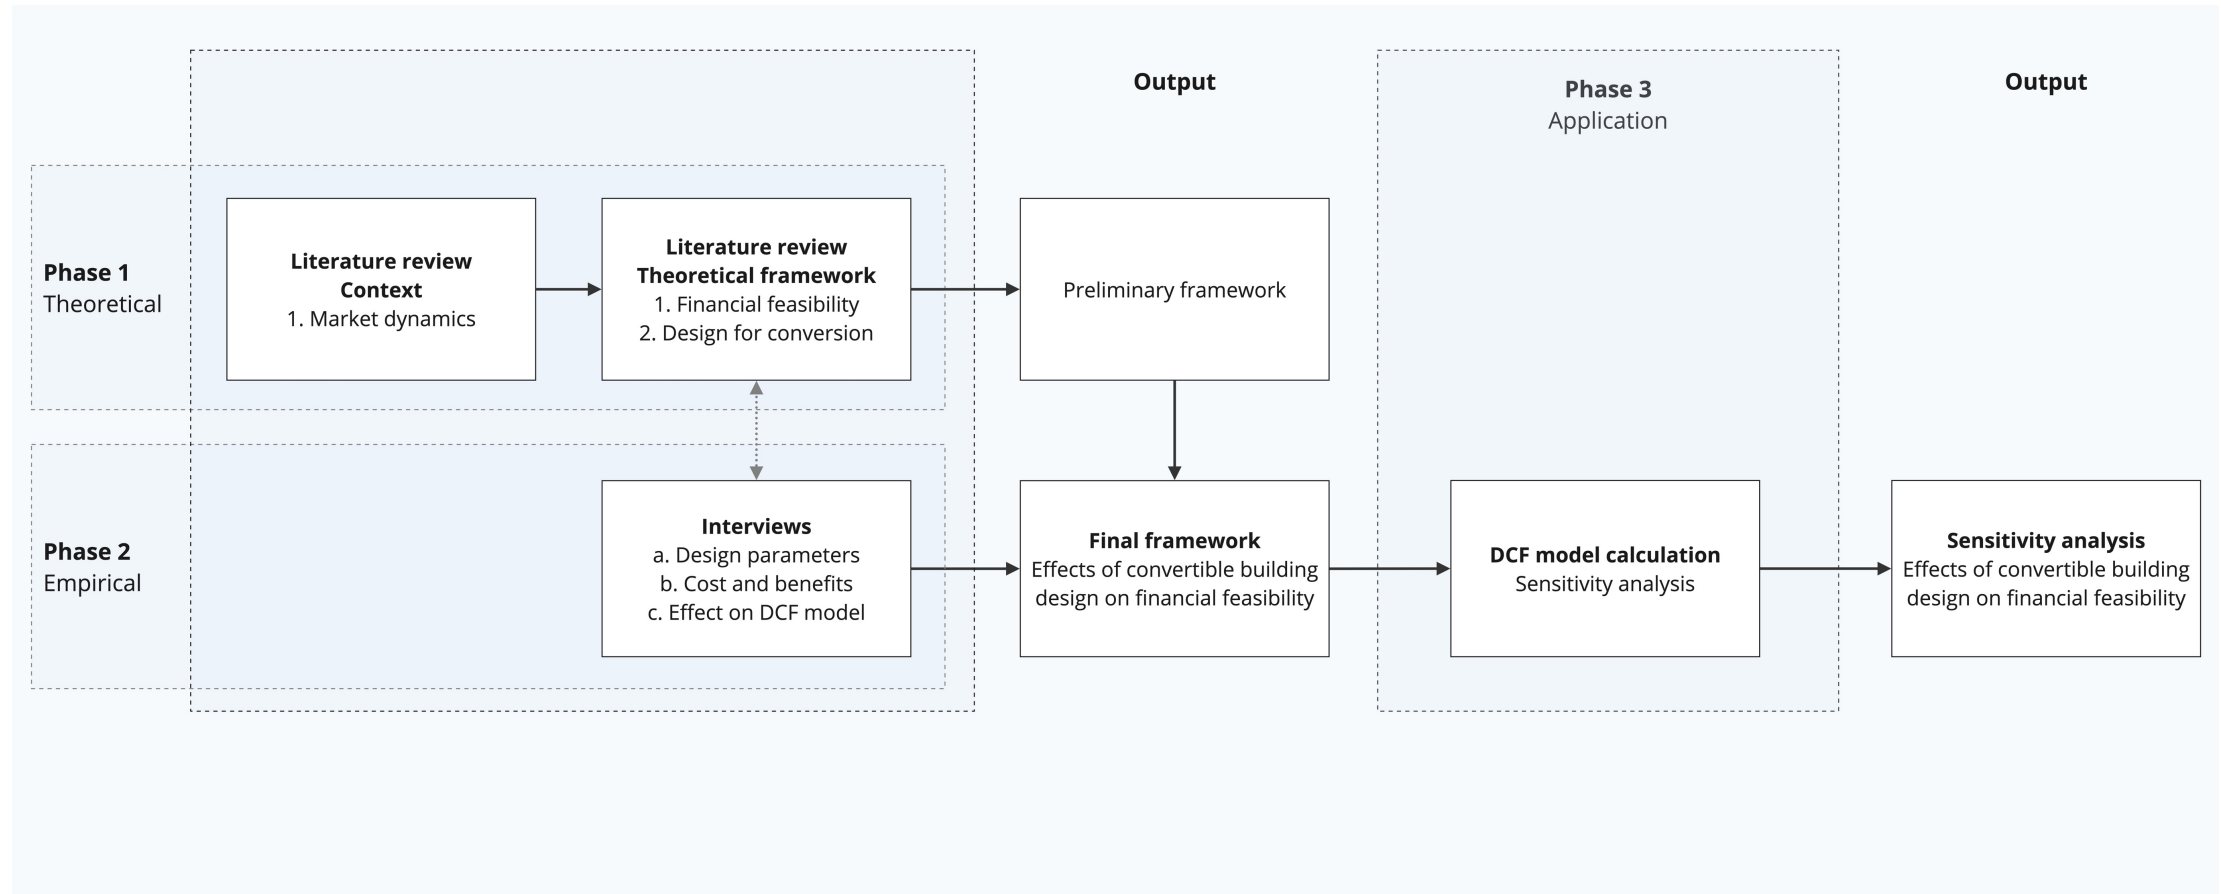 Output
Phase 3
Application
Output
Phase 1
Theoretical
Literature review
Context
1. Market dynamics
Literature review
Theoretical framework
1. Financial feasibility
2. Design for conversion
Preliminary framework
Phase 2
Empirical
Interviews
a. Design parameters
b. Cost and benefits
c. Effect on DCF model
Final framework
Effects of convertible building
design on financial feasibility
DCF model calculation
Sensitivity analysis
Sensitivity analysis
Effects of convertible building
design on financial feasibility